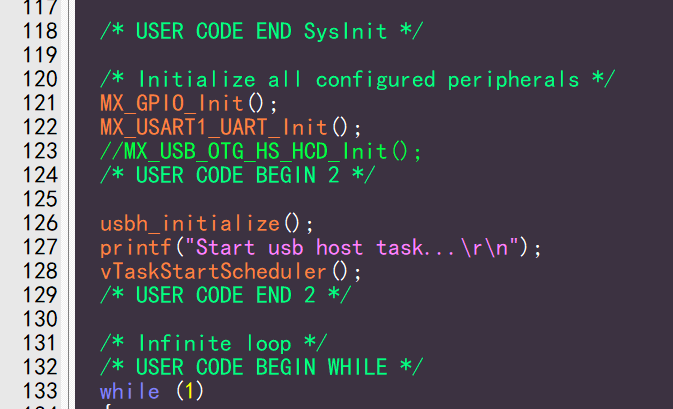 117
118 /* USER CODE END SysInit */
119
120 /* Initialize all configured peripherals */
121 MX_GPIO_Init();
122 MX_USART1_UART_Init();
123 //MX_USB_OTG_HS_HCD_Init();
124 /* USER CODE BEGIN 2 */
125
126 usbh_initialize();
127 printf("Start usb host task...\r\n");
128 vTaskStartScheduler();
129 /* USER CODE END 2 */
130
131 /* Infinite loop */
132 /* USER CODE BEGIN WHILE */
133 while (1)